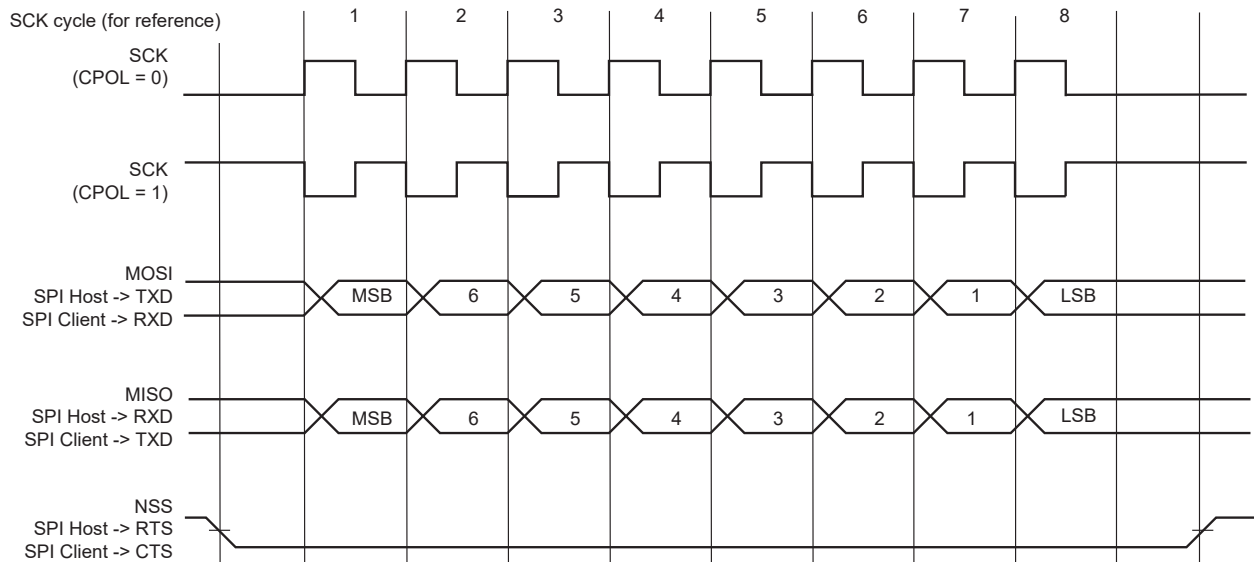 SCK cycle (for reference)
1 2 3 4 5 6 7 8
SCK
(CPOL = 0)
SCK
(CPOL = 1)
MOSI
SPI Host -> TXD
SPI Client -> RXD
MSB 6 5 4 3 2 1 LSB
MISO
SPI Host -> RXD
SPI Client -> TXD
MSB 6 5 4 3 2 1 LSB
NSS
SPI Host -> RTS
SPI Client -> CTS